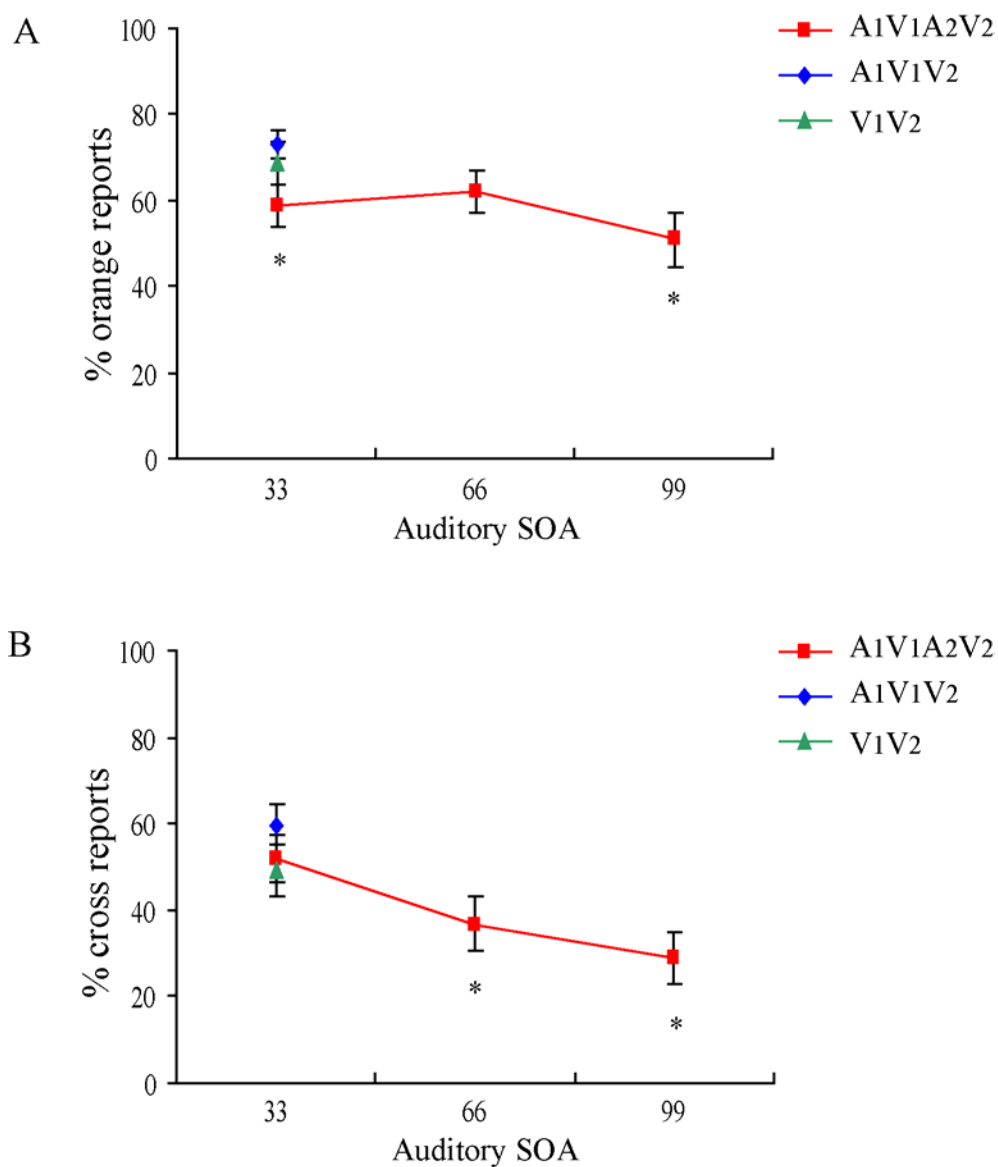 A
100
80
60
40
20
0
% orange reports
33 66 99
Auditory SOA
A1V1A2V2
A1V1V2
V1V2
*
*
B
100
80
60
40
20
0
% cross reports
33 66 99
Auditory SOA
A1V1A2V2
A1V1V2
V1V2
*
*